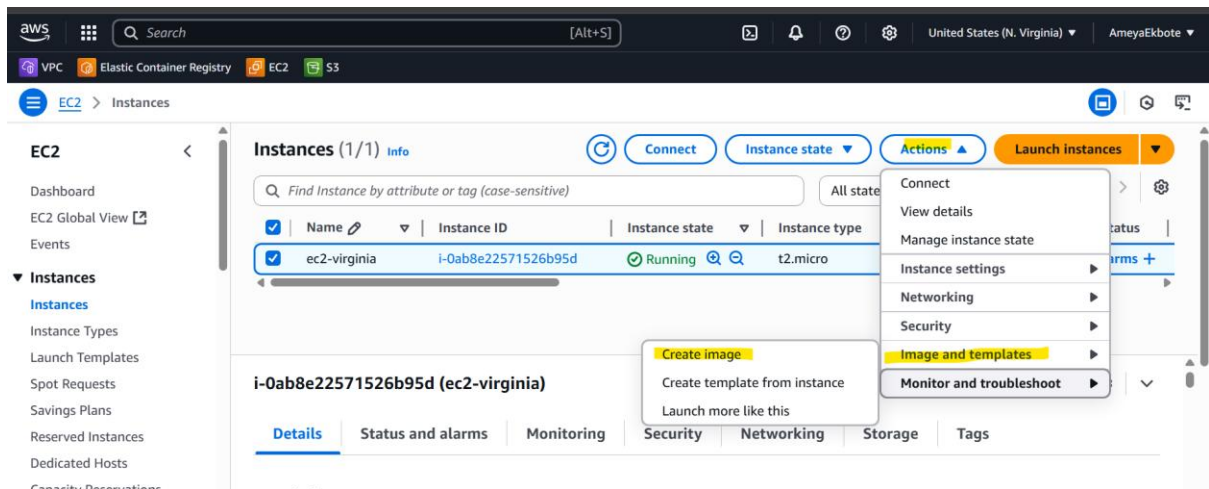 aws Search [Alt+S] United States (N. Virginia) ▼ AmeyaEkbote ▼
VPC Elastic Container Registry EC2 S3
EC2 > Instances
EC2
Dashboard
EC2 Global View
Events
Instances
Instances
Instance Types
Launch Templates
Spot Requests
Savings Plans
Reserved Instances
Dedicated Hosts
Capacity Reservations
Instances (1/1) Info Connect Instance state ▼ Actions ▲ Launch instances ▼
Find Instance by attribute or tag (case-sensitive) All state
Name Instance ID Instance state Instance type tatus
ec2-virginia i-0ab8e22571526b95d Running t2.micro arms +
Connect
View details
Manage instance state
Instance settings
Networking
Security
Image and templates
Monitor and troubleshoot
Create image
Create template from instance
Launch more like this
i-0ab8e22571526b95d (ec2-virginia)
Details Status and alarms Monitoring Security Networking Storage Tags